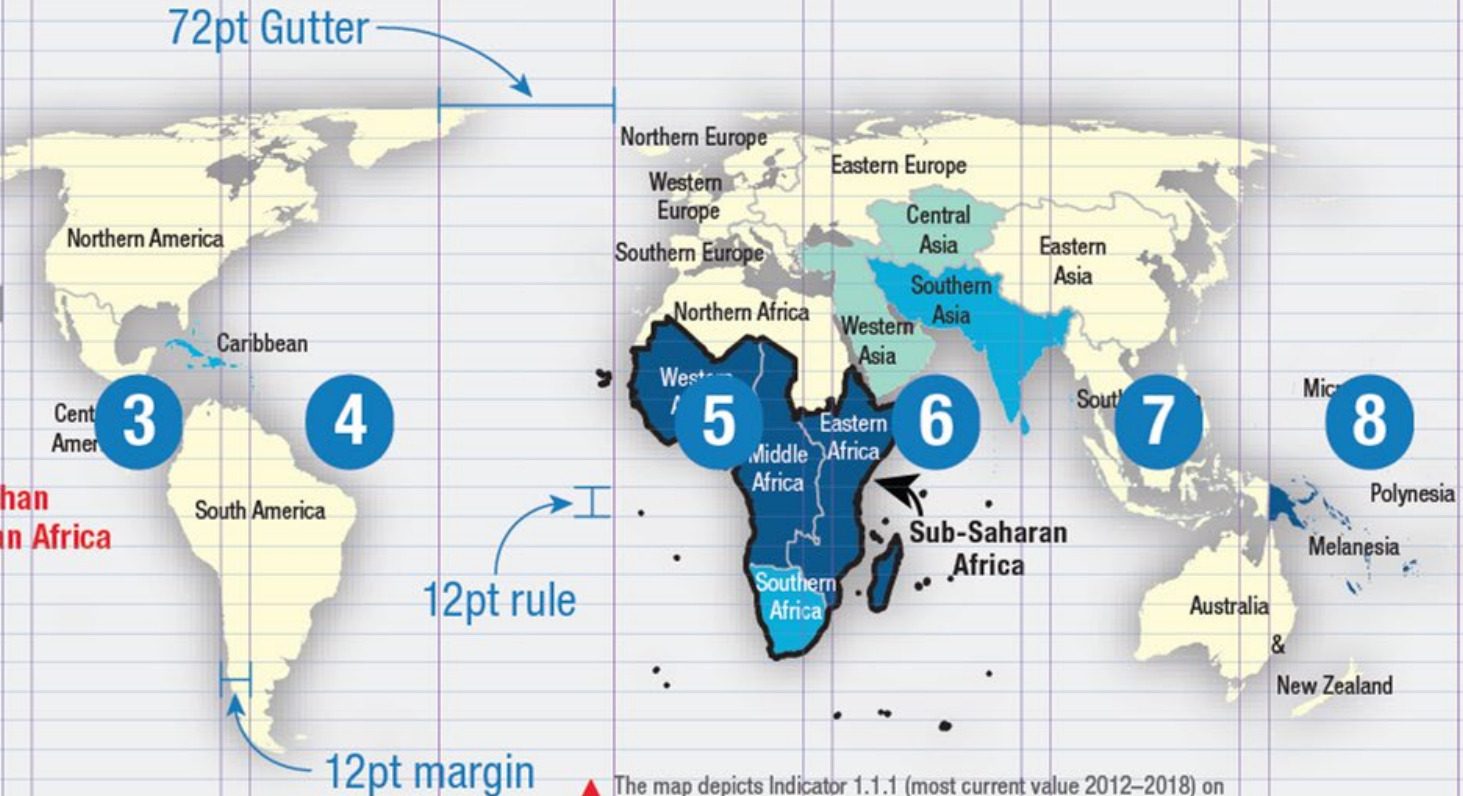 72pt Gutter
Northern Europe
Eastern Europe
Western
Europe
Central
Asia
Northern America
Southern Europe
Eastern
Asia
Southern
Asia
Northern Africa
Western
Asia
Caribbean
3
4
5
6
7
8
Eastern
Africa
Middle
Africa
Polynesia
South America
an Africa
Sub-Saharan
Africa
Melanesia
12pt rule
Southern
Africa
Australia
&
New Zealand
12pt margin
The map depicts Indicator 1.1.1 (most current value 2012–2018) on